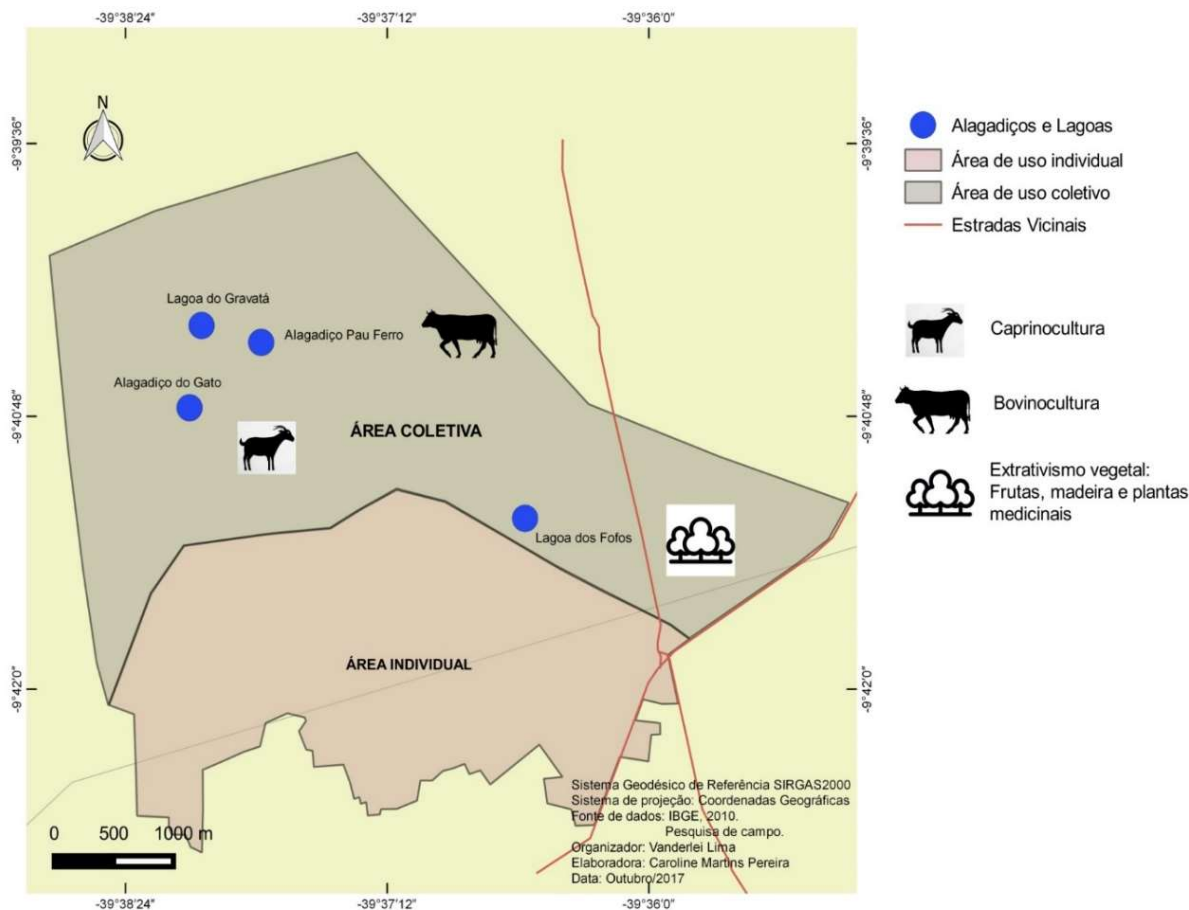 -39°38'24"
-39°37'12"
-39°36'0"
N
-9°39'36"
-9°39'36"
Alagadiços e Lagoas
Área de uso individual
Área de uso coletivo
Estradas Vicinais
Lagoa do Gravatá
Alagadiço Pau Ferro
Caprinocultura
Alagadiço do Gato
-9°40'48"
-9°40'48"
Bovinocultura
ÁREA COLETIVA
Extrativismo vegetal:
Frutas, madeira e plantas
medicinais
Lagoa dos Fofos
ÁREA INDIVIDUAL
-9°42'0"
-9°42'0"
Sistema Geodésico de Referência SIRGAS2000
Sistema de projeção: Coordenadas Geográficas
Fonte de dados: IBGE, 2010.
Pesquisa de campo.
Organizador: Vanderlei Lima
Elaboradora: Caroline Martins Pereira
Data: Outubro/2017
0 500 1000 m
-39°38'24"
-39°37'12"
-39°36'0"